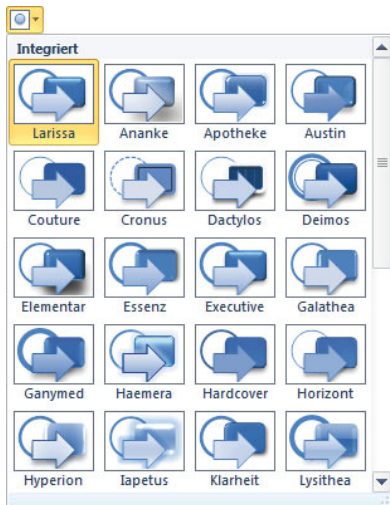 Integriert
Larissa Ananke Apotheke Austin
Couture Cronus Dactylos Deimos
Elementar Essenz Executive Galathea
Ganymed Haemera Hardcover Horizont
Hyperion Iapetus Klarheit Lysithea